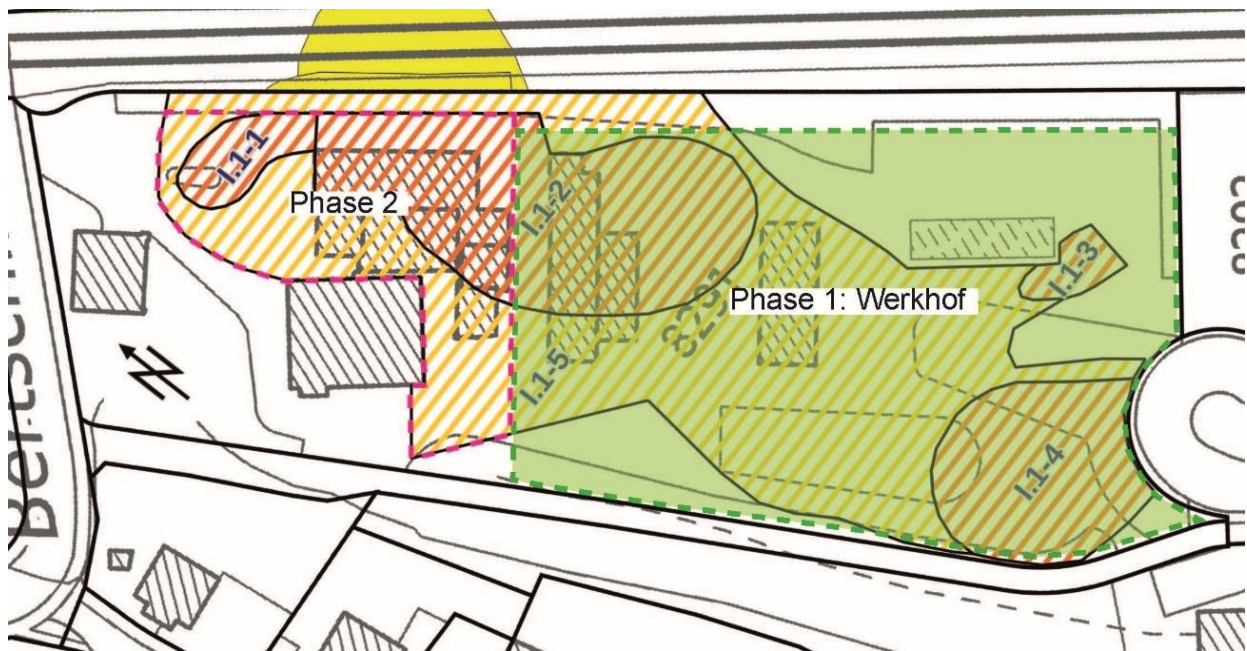 I.1-1
Phase 2
I.1-2
I.1-3
Phase 1: Werkhof
I.1-5
I.1-4